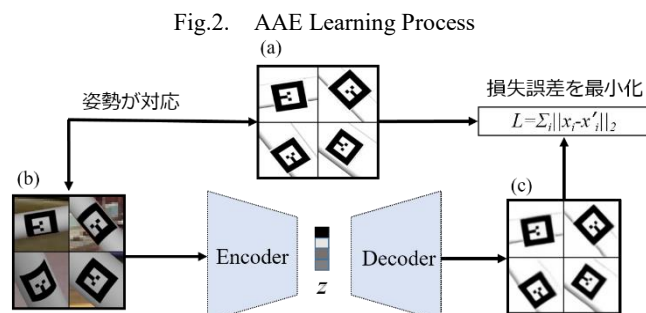 Fig.2. AAE Learning Process
(a)
姿勢が対応
損失誤差を最小化
L=Σᵢ||xᵢ-x′ᵢ||₂
(b)
(c)
Encoder
Decoder
z